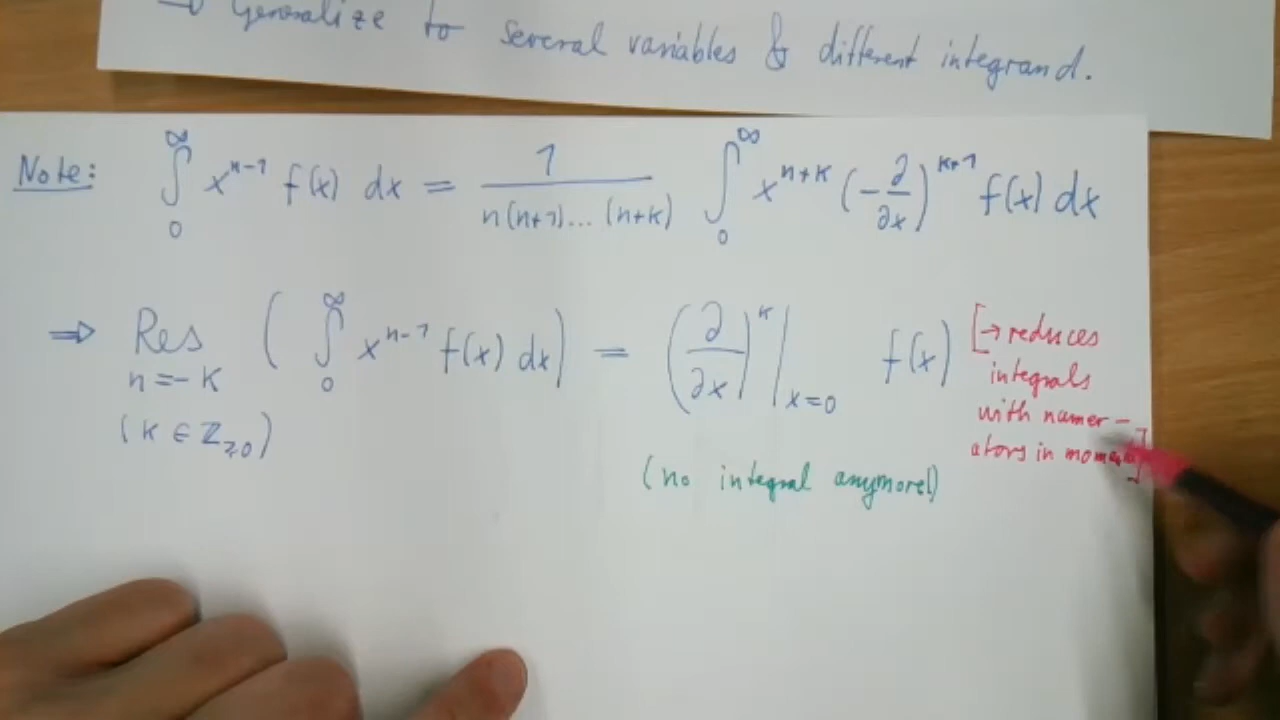 → Generalize to several variables & different integrand.
Note: ∫₀^∞ x^{n-1} f(x) dx = 1/(n(n+1)...(n+k)) ∫₀^∞ x^{n+k} (-∂/∂x)^{k+1} f(x) dx
⇒ Res_{n=-k} ( ∫₀^∞ x^{n-1} f(x) dx ) = (∂/∂x)^k |_{x=0} f(x)
(k ∈ ℤ_{≥0})
[→ reduces
integrals
with numer-
ators in momenta]
(no integral anymore!)